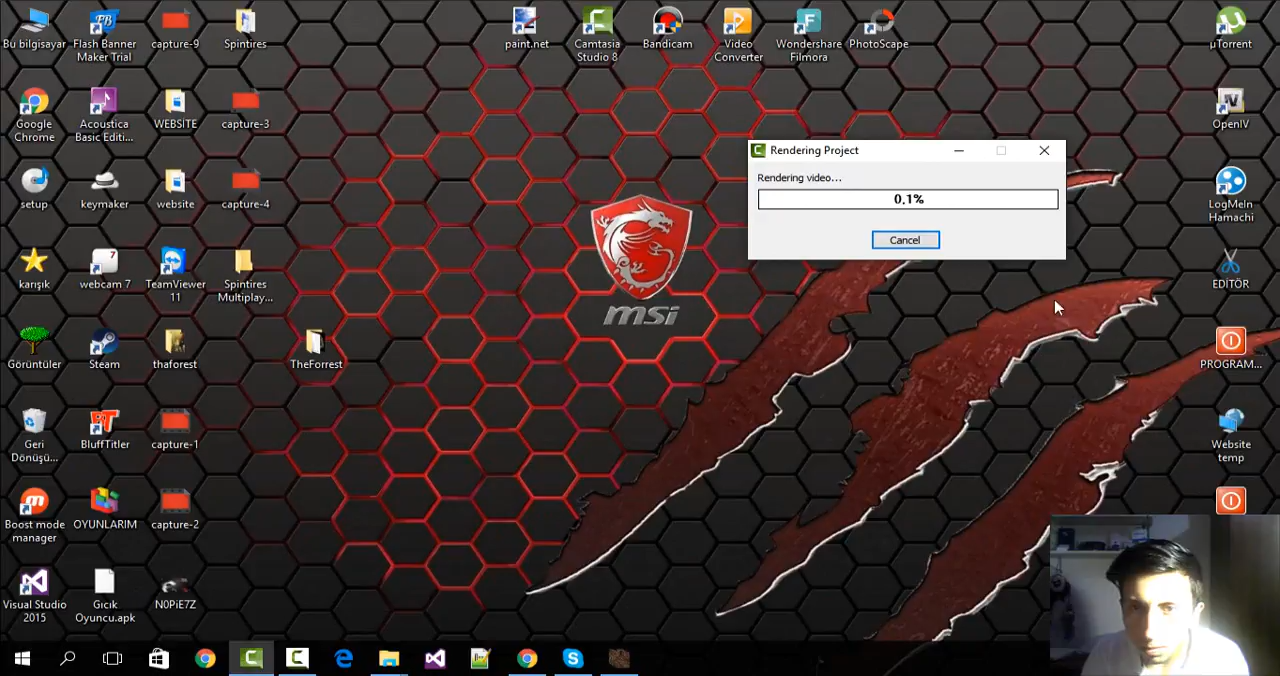 Bu bilgisayar
Flash Banner
Maker Trial
capture-9
Spintires
paint.net
Camtasia
Studio 8
Bandicam
Video
Converter
Wondershare
Filmora
PhotoScape
µTorrent
Google
Chrome
Acoustica
Basic Editi...
WEBSİTE
capture-3
OpenIV
Rendering Project
Rendering video...
0,1%
Cancel
setup
keymaker
website
capture-4
LogMeIn
Hamachi
karışık
webcam 7
TeamViewer
11
Spintires
Multiplay...
msi
EDİTÖR
Görüntüler
Steam
thaforest
TheForrest
PROGRAM...
Geri
Dönüşü...
BluffTitler
capture-1
Website
temp
Boost mode
manager
OYUNLARIM
capture-2
Visual Studio
2015
Gıcık
Oyuncu.apk
N0PiE7Z